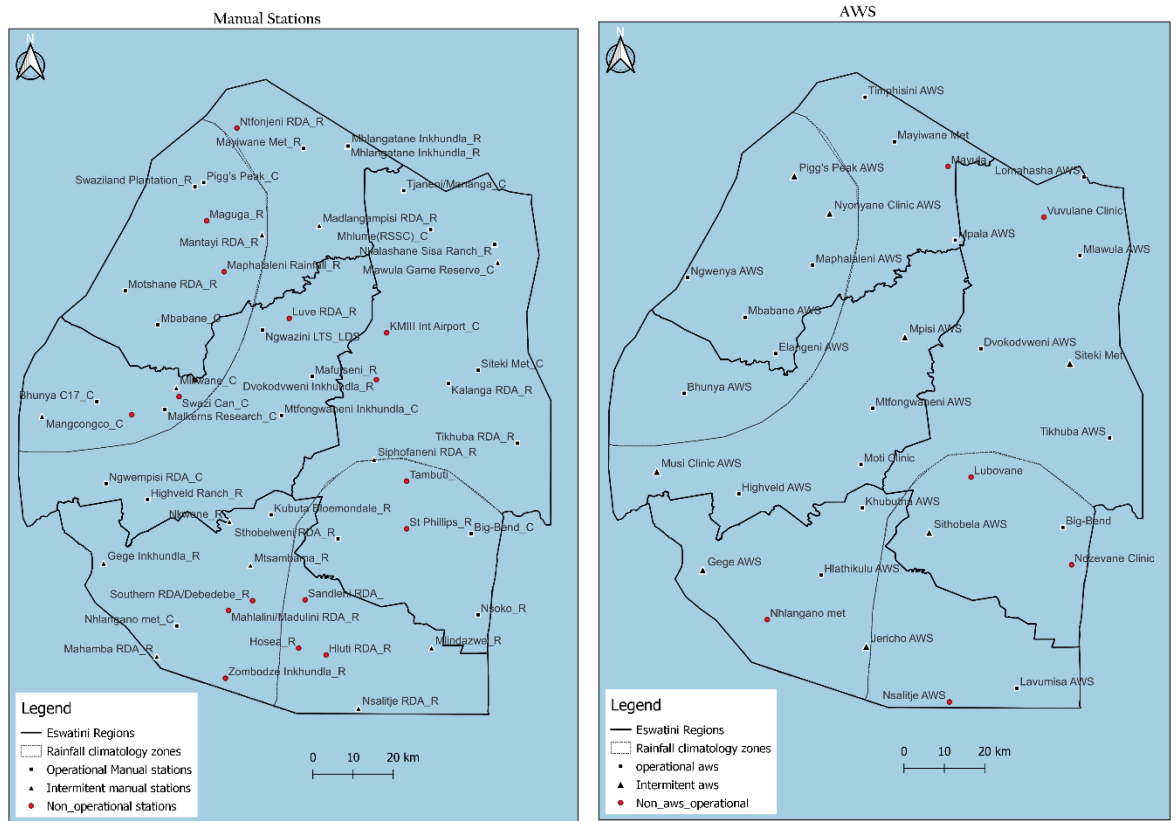 Manual Stations
N
Ntfonjeni RDA_R
Mayiwane Met_R
Mhlangatane Inkhundla_R
Mhlangatane Inkhundla_R
Swaziland Plantation_R
Pigg's Peak_C
Tjaneni/Mananga_C
Maguga_R
Mantayi RDA_R
Madlangampisi RDA_R
Mhlume(RSSC)_C
Nhlalashane Sisa Ranch_R
Mlawula Game Reserve_C
Maphalaleni Rainfall_R
Motshane RDA_R
Mbabane_C
Luve RDA_R
Ngwazini LTS_LDS
KMIII Int Airport_C
Mafutseni_R
Dvokodvweni Inkhundla_R
Siteki Met_C
Kalanga RDA_R
Bhunya C17_C
Mangcongco_C
Swazi Can_C
Malkerns Research_C
Mtfongwaneni Inkhundla_C
Tikhuba RDA_R
Siphofaneni RDA_R
Tambuti_
Ngwempisi RDA_C
Highveld Ranch_R
Nkwene_R
Kubuta Bloemondale_R
Sthobelweni RDA_R
St Phillips_R
Big-Bend_C
Gege Inkhundla_R
Mtsambama_R
Southern RDA/Debedebe_R
Mahlalini/Madulini RDA_R
Sandleni RDA_
Nsoko_R
Nhlangano met_C
Mahamba RDA_R
Hosea_R
Hluti RDA_R
Mlindazwe_R
Zombodze Inkhundla_R
Nsalitje RDA_R
Legend
Eswatini Regions
Rainfall climatology zones
Operational Manual stations
Intermitent manual stations
Non_operational stations
0 10 20 km
AWS
N
Timphisini AWS
Mayiwane Met
Mayula
Pigg's Peak AWS
Lomahasha AWS
Nyonyane Clinic AWS
Vuvulane Clinic
Mpala AWS
Mlawula AWS
Maphalaleni AWS
Ngwenya AWS
Mbabane AWS
Mpisi AWS
Elangeni AWS
Dvokodvweni AWS
Siteki Met
Bhunya AWS
Mtfongwaneni AWS
Tikhuba AWS
Musi Clinic AWS
Moti Clinic
Lubovane
Highveld AWS
Khubutha AWS
Sithobela AWS
Big-Bend
Ndzevane Clinic
Gege AWS
Hlathikulu AWS
Nhlangano met
Jericho AWS
Lavumisa AWS
Nsalitje AWS
Legend
Eswatini Regions
Rainfall climatology zones
operational aws
Intermitent aws
Non_aws_operational
0 10 20 km